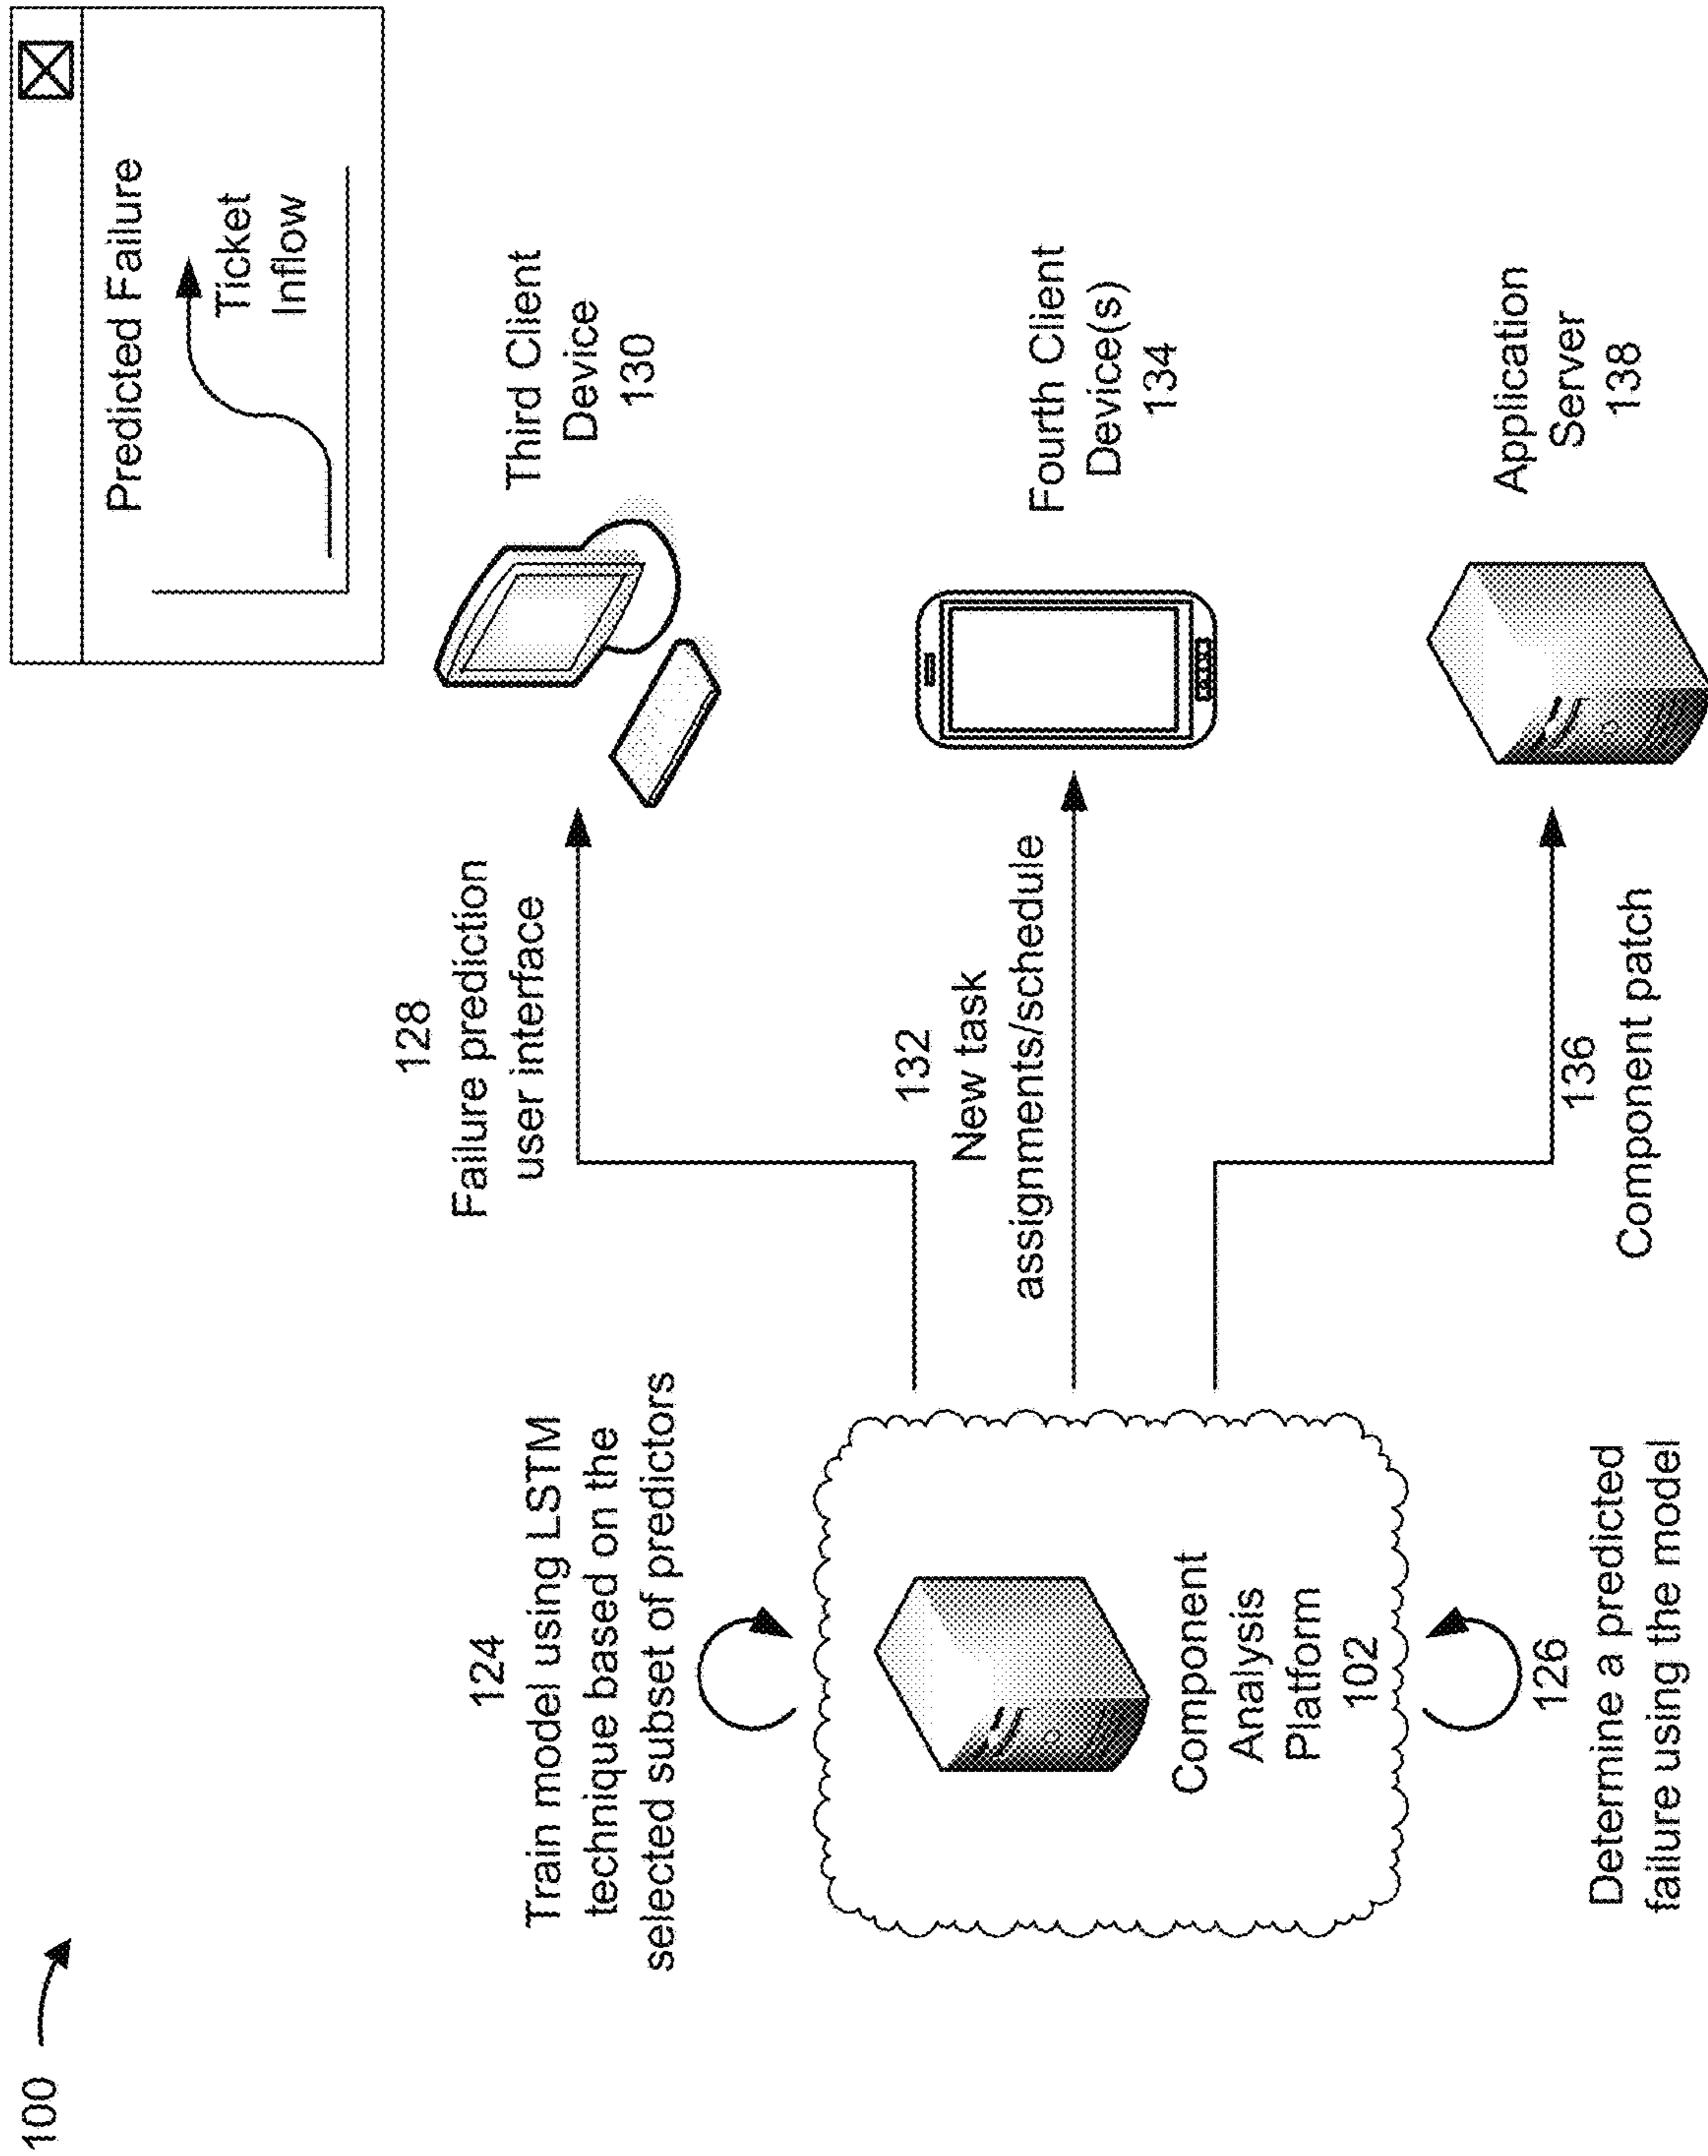 100
124
Train model using LSTM
technique based on the
selected subset of predictors
Component
Analysis
Platform
102
126
Determine a predicted
failure using the model
128
Failure prediction
user interface
132
New task
assignments/schedule
136
Component patch
Predicted Failure
Ticket
Inflow
Third Client
Device
130
Fourth Client
Device(s)
134
Application
Server
138